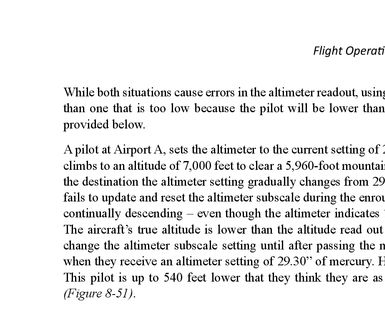 Flight Operati
While both situations cause errors in the altimeter readout, using
than one that is too low because the pilot will be lower than
provided below.
A pilot at Airport A, sets the altimeter to the current setting of 2
climbs to an altitude of 7,000 feet to clear a 5,960-foot mountai
the destination the altimeter setting gradually changes from 29
fails to update and reset the altimeter subscale during the enrou
continually descending – even though the altimeter indicates
The aircraft's true altitude is lower than the altitude read out
change the altimeter subscale setting until after passing the m
when they receive an altimeter setting of 29.30" of mercury. H
This pilot is up to 540 feet lower that they think they are as
(Figure 8-51).